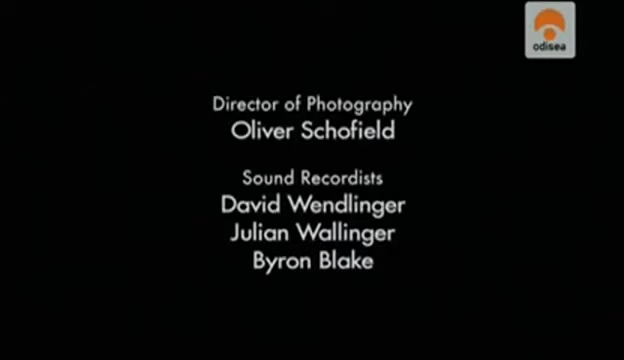 odisea
Director of Photography
Oliver Schofield
Sound Recordists
David Wendlinger
Julian Wallinger
Byron Blake